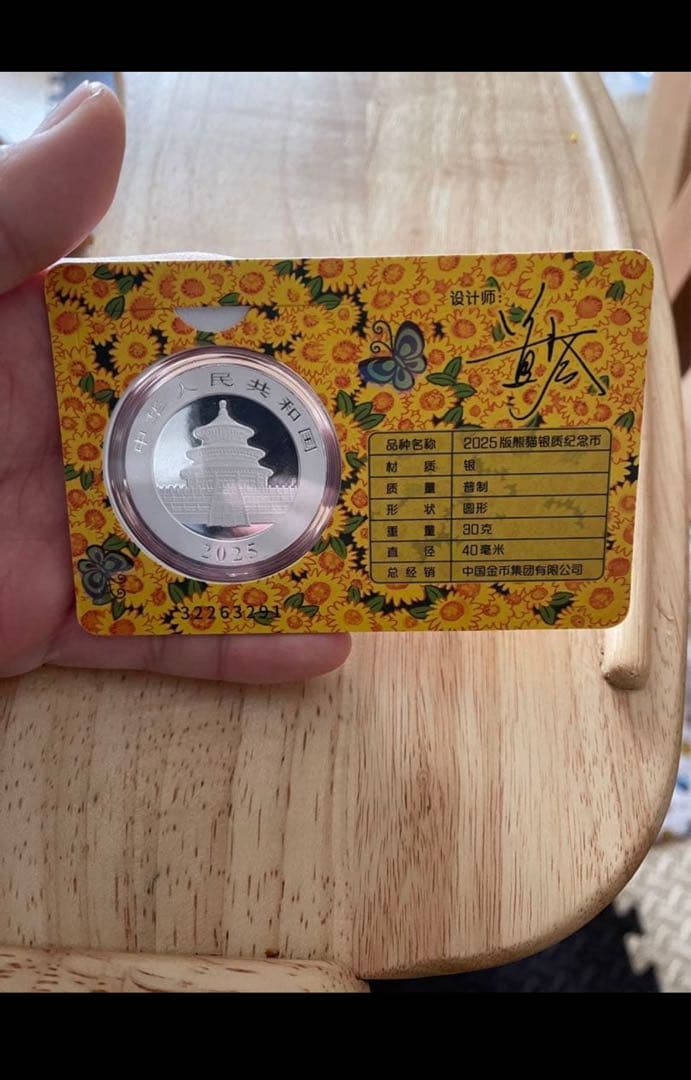 设计师:
中华人民共和国
2025
32263291
品种名称 2025版熊猫银质纪念币
材 质 银
质 量 普制
形 状 圆形
重 量 30克
直 径 40毫米
总经销 中国金币集团有限公司